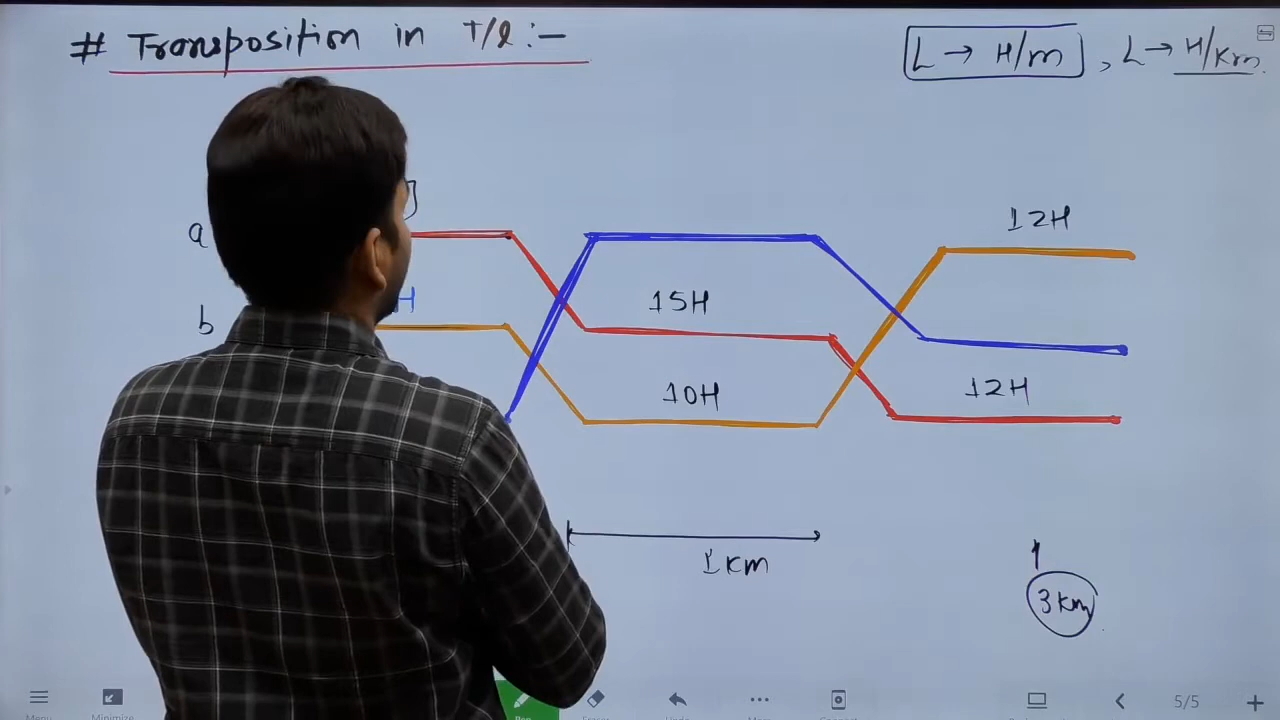 # Transposition in T/l :-
L → H/m , L → H/Km
12H
a
H
15H
b
10H
12H
1Km
3Km
5/5